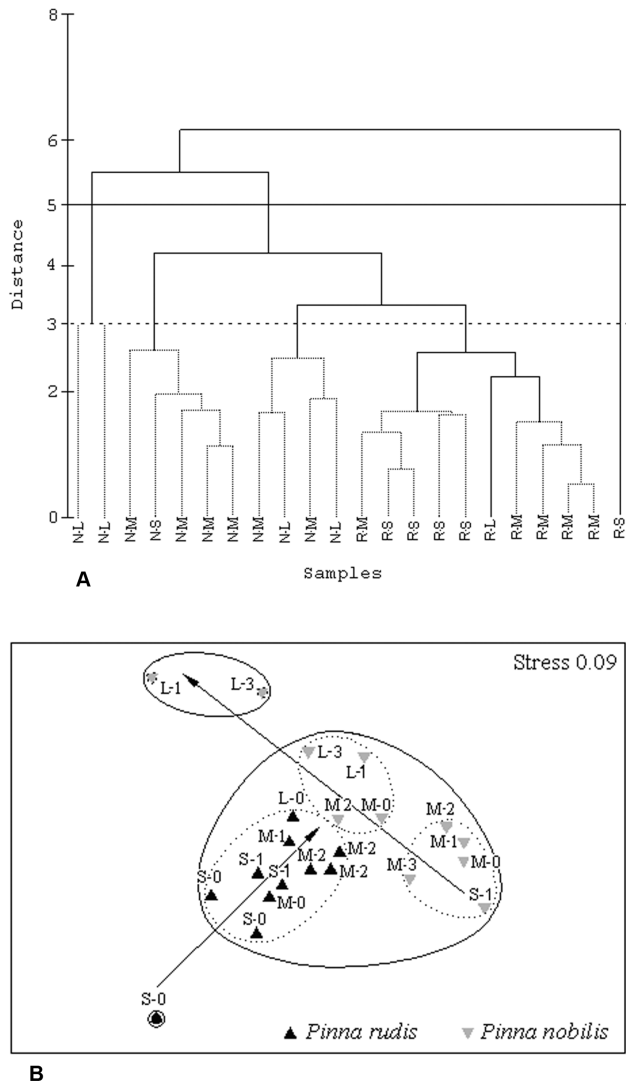 8
6
5
4
3
2
0
Distance
N-L N-L N-M N-S N-M N-M N-M N-M N-L N-M N-L R-M R-S R-S R-S R-S R-L R-M R-M R-M R-M R-S
Samples
A
Stress 0.09
L-1
L-3
L-3
L-1
L-0
M 2
M-0
M-2
M-1
M-1
M-2
M-2
M-0
S-1
S-1
M-2
M-3
S-0
M-0
S-1
S-0
S-0
Pinna rudis
Pinna nobilis
B